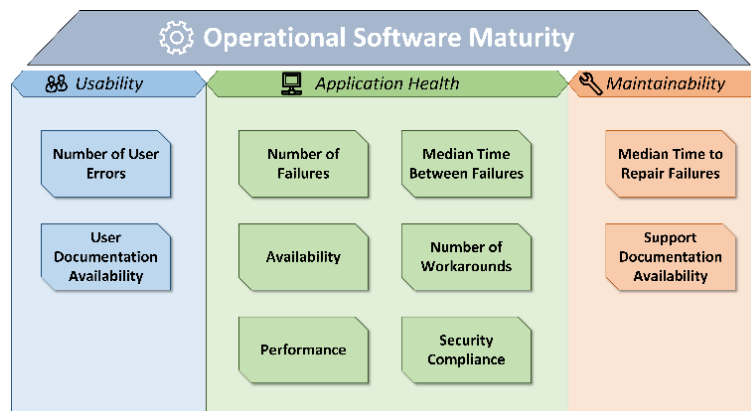 Operational Software Maturity
Usability
Number of User
Errors
User
Documentation
Availability
Application Health
Number of
Failures
Median Time
Between Failures
Availability
Number of
Workarounds
Performance
Security
Compliance
Maintainability
Median Time to
Repair Failures
Support
Documentation
Availability